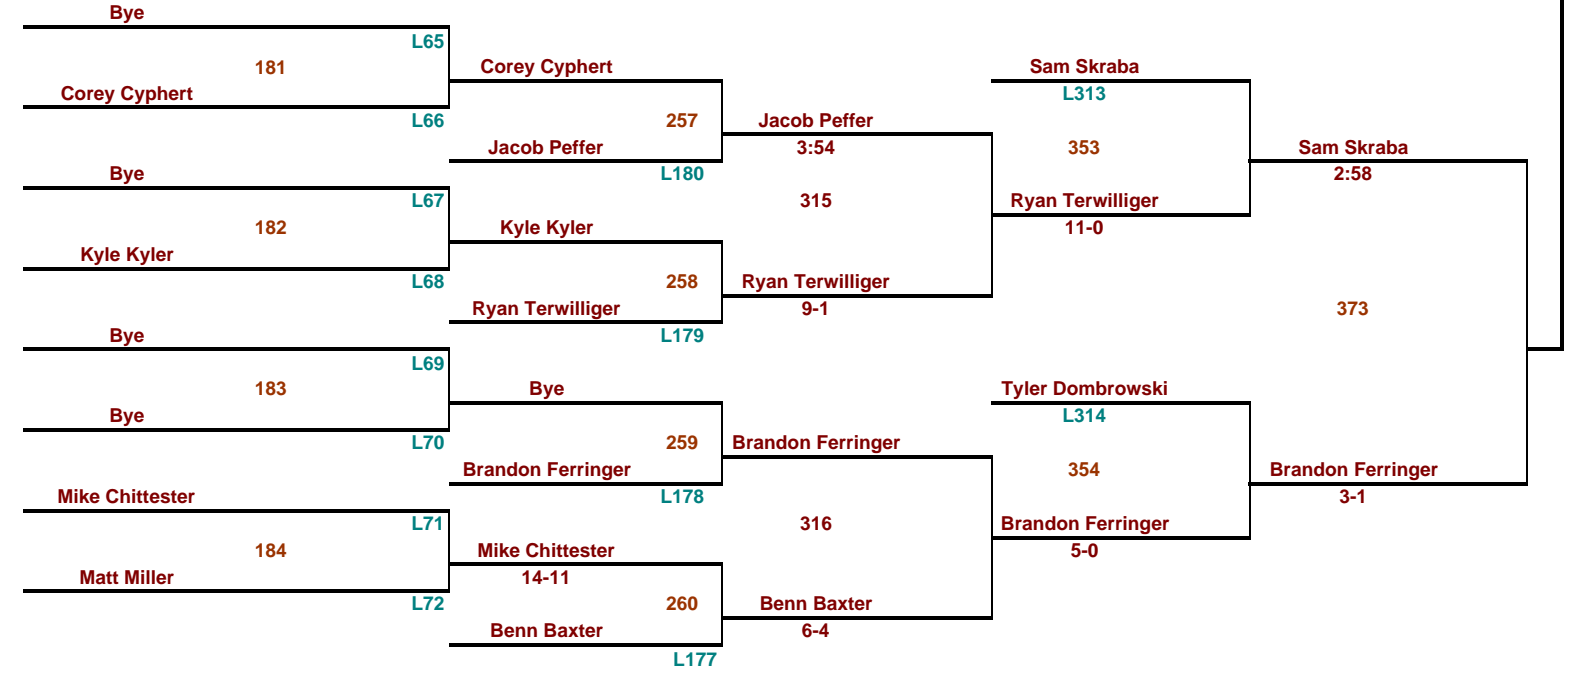 Bye
L65
181
Corey Cyphert
Sam Skraba
Corey Cyphert
L313
L66
257
Jacob Peffer
Jacob Peffer
3:54
353
Sam Skraba
Bye
L180
2:58
L67
315
Ryan Terwilliger
182
Kyle Kyler
11-0
Kyle Kyler
L68
258
Ryan Terwilliger
Ryan Terwilliger
9-1
373
Bye
L179
L69
183
Bye
Tyler Dombrowski
Bye
L314
L70
259
Brandon Ferringer
Brandon Ferringer
354
Brandon Ferringer
Mike Chittester
L178
3-1
L71
316
Brandon Ferringer
184
Mike Chittester
5-0
Matt Miller
14-11
L72
260
Benn Baxter
Benn Baxter
6-4
L177